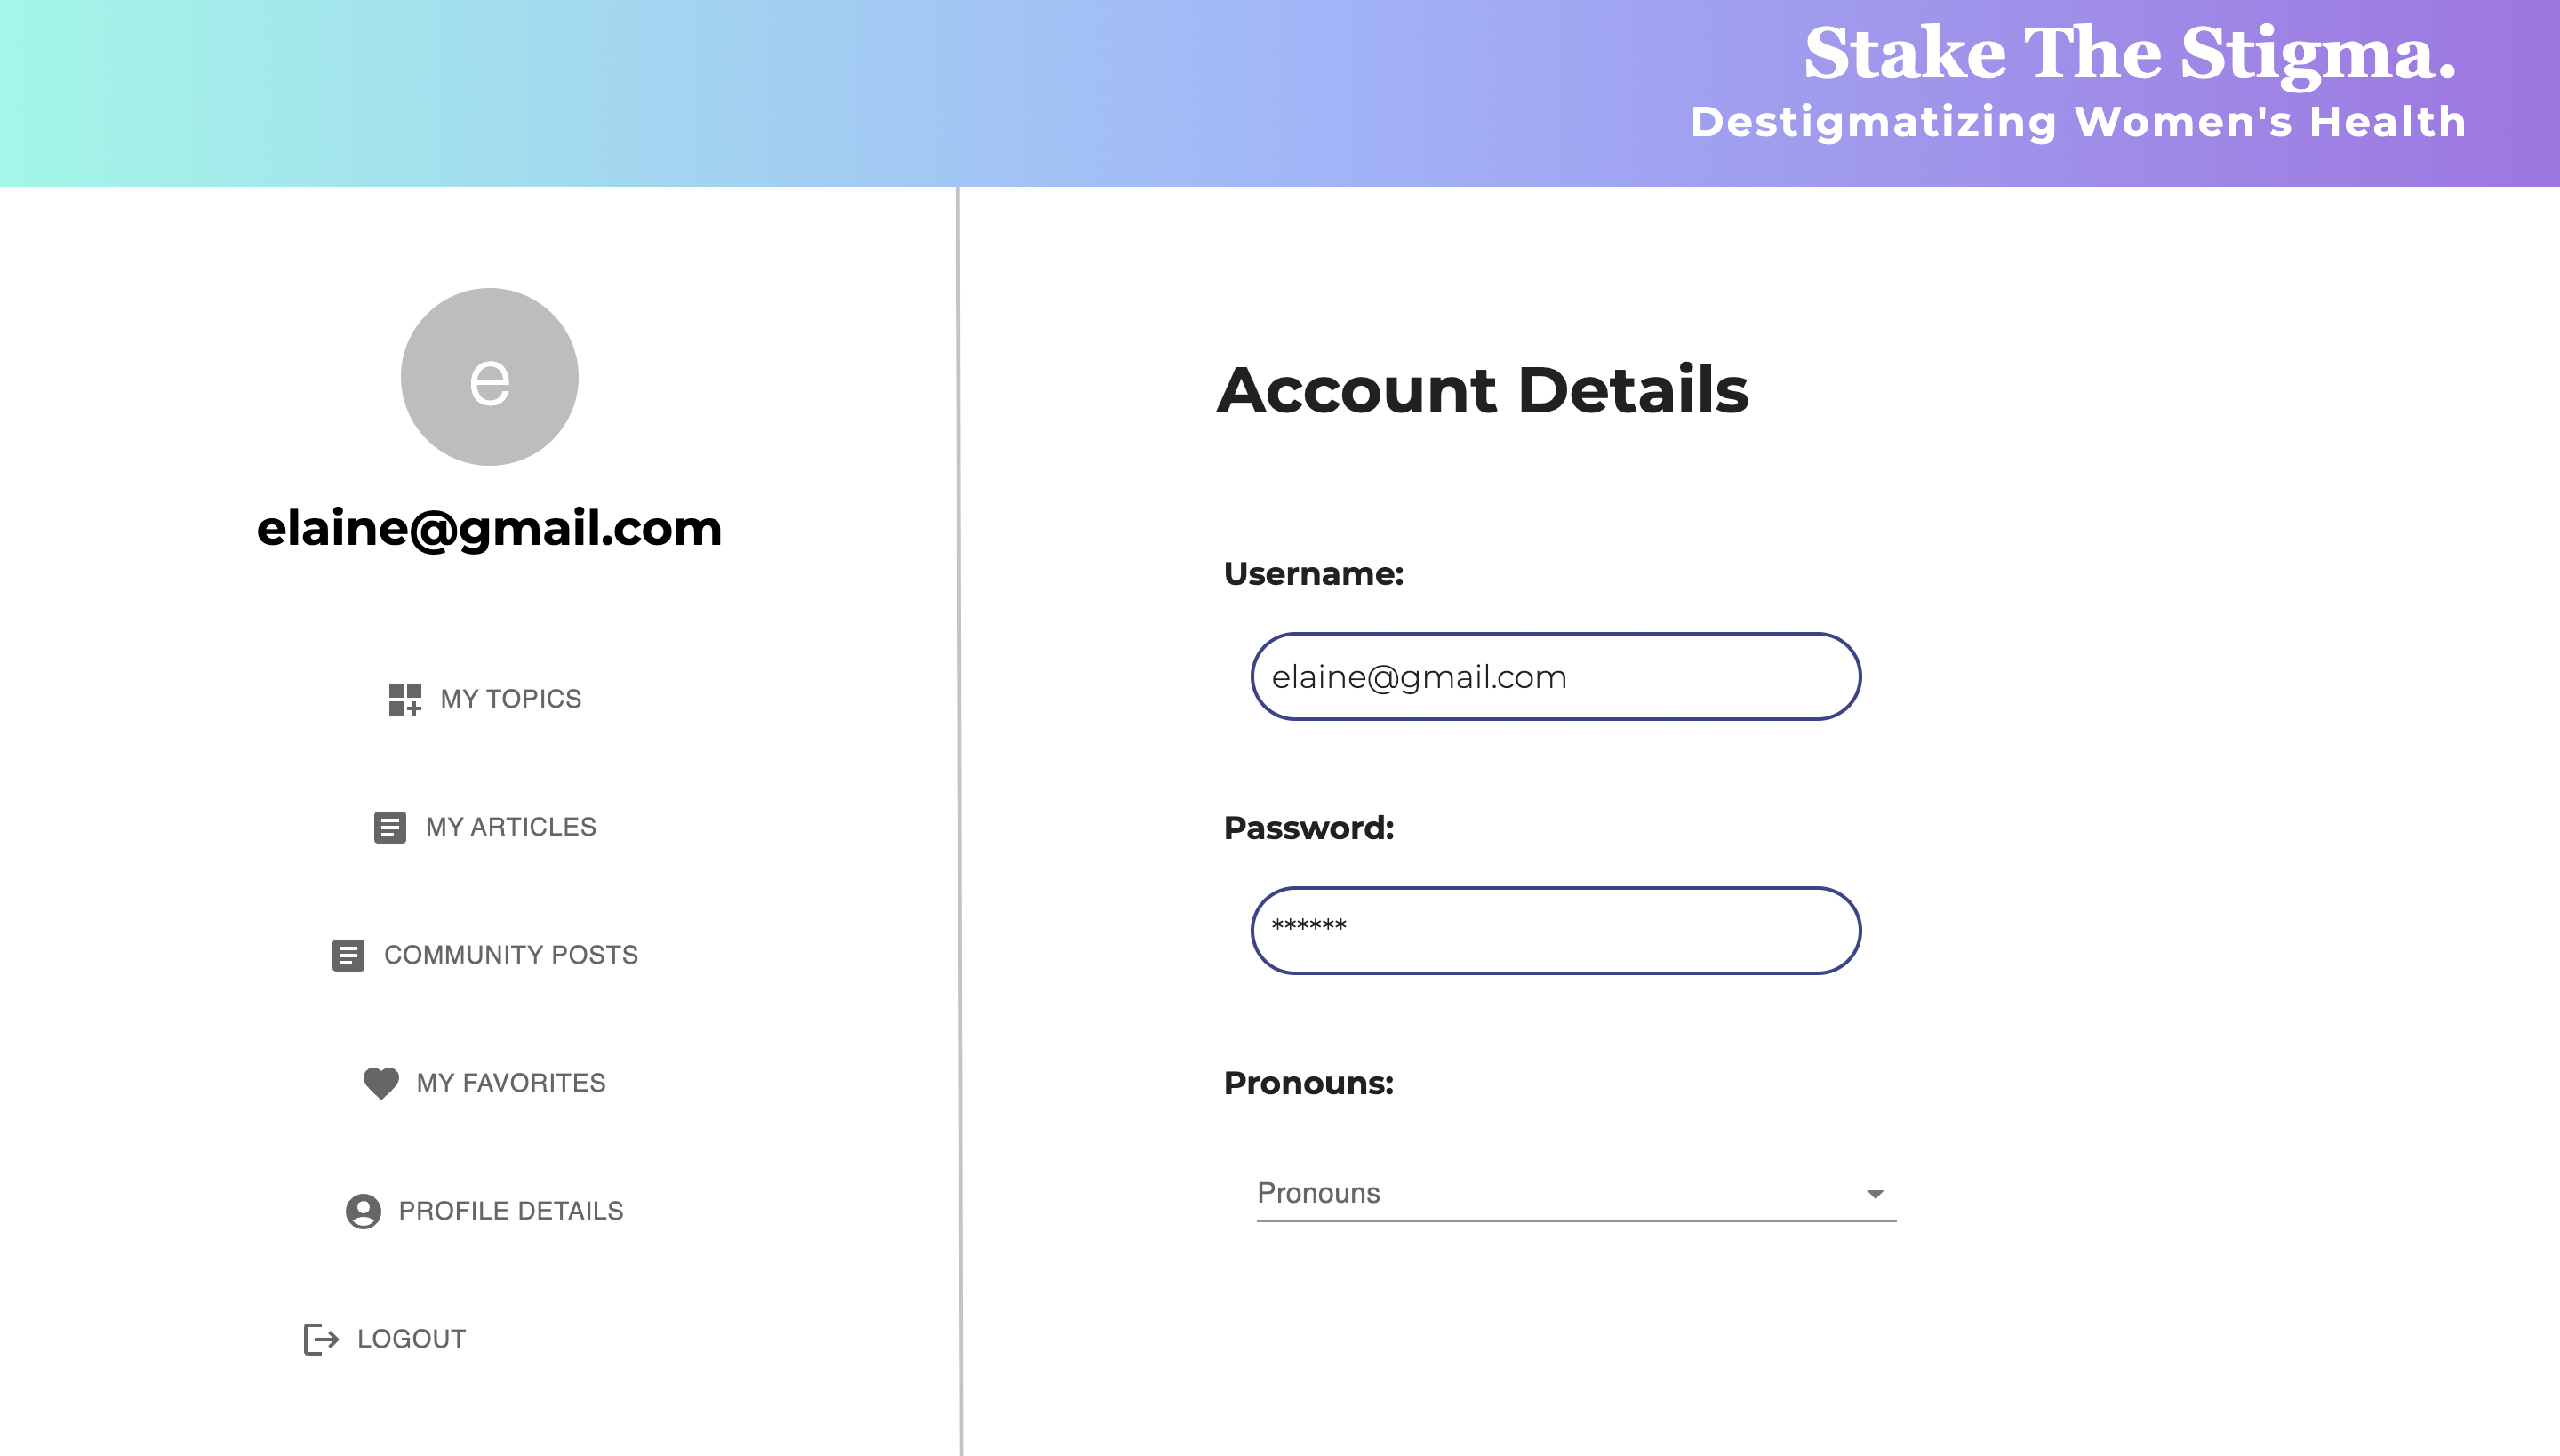 Stake The Stigma.
Destigmatizing Women's Health
e
elaine@gmail.com
MY TOPICS
MY ARTICLES
COMMUNITY POSTS
MY FAVORITES
PROFILE DETAILS
LOGOUT
Account Details
Username:
elaine@gmail.com
Password:
******
Pronouns:
Pronouns